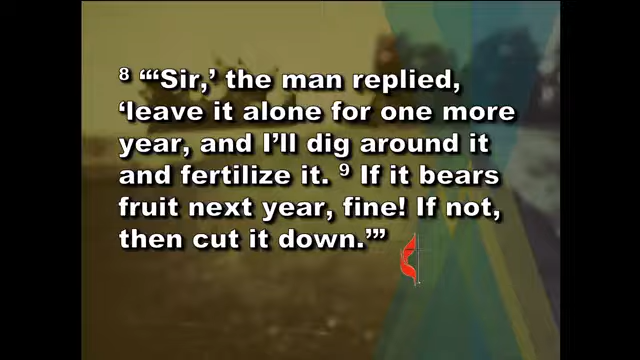 ⁸ “‘Sir,’ the man replied,
‘leave it alone for one more
year, and I’ll dig around it
and fertilize it. ⁹ If it bears
fruit next year, fine! If not,
then cut it down.’”